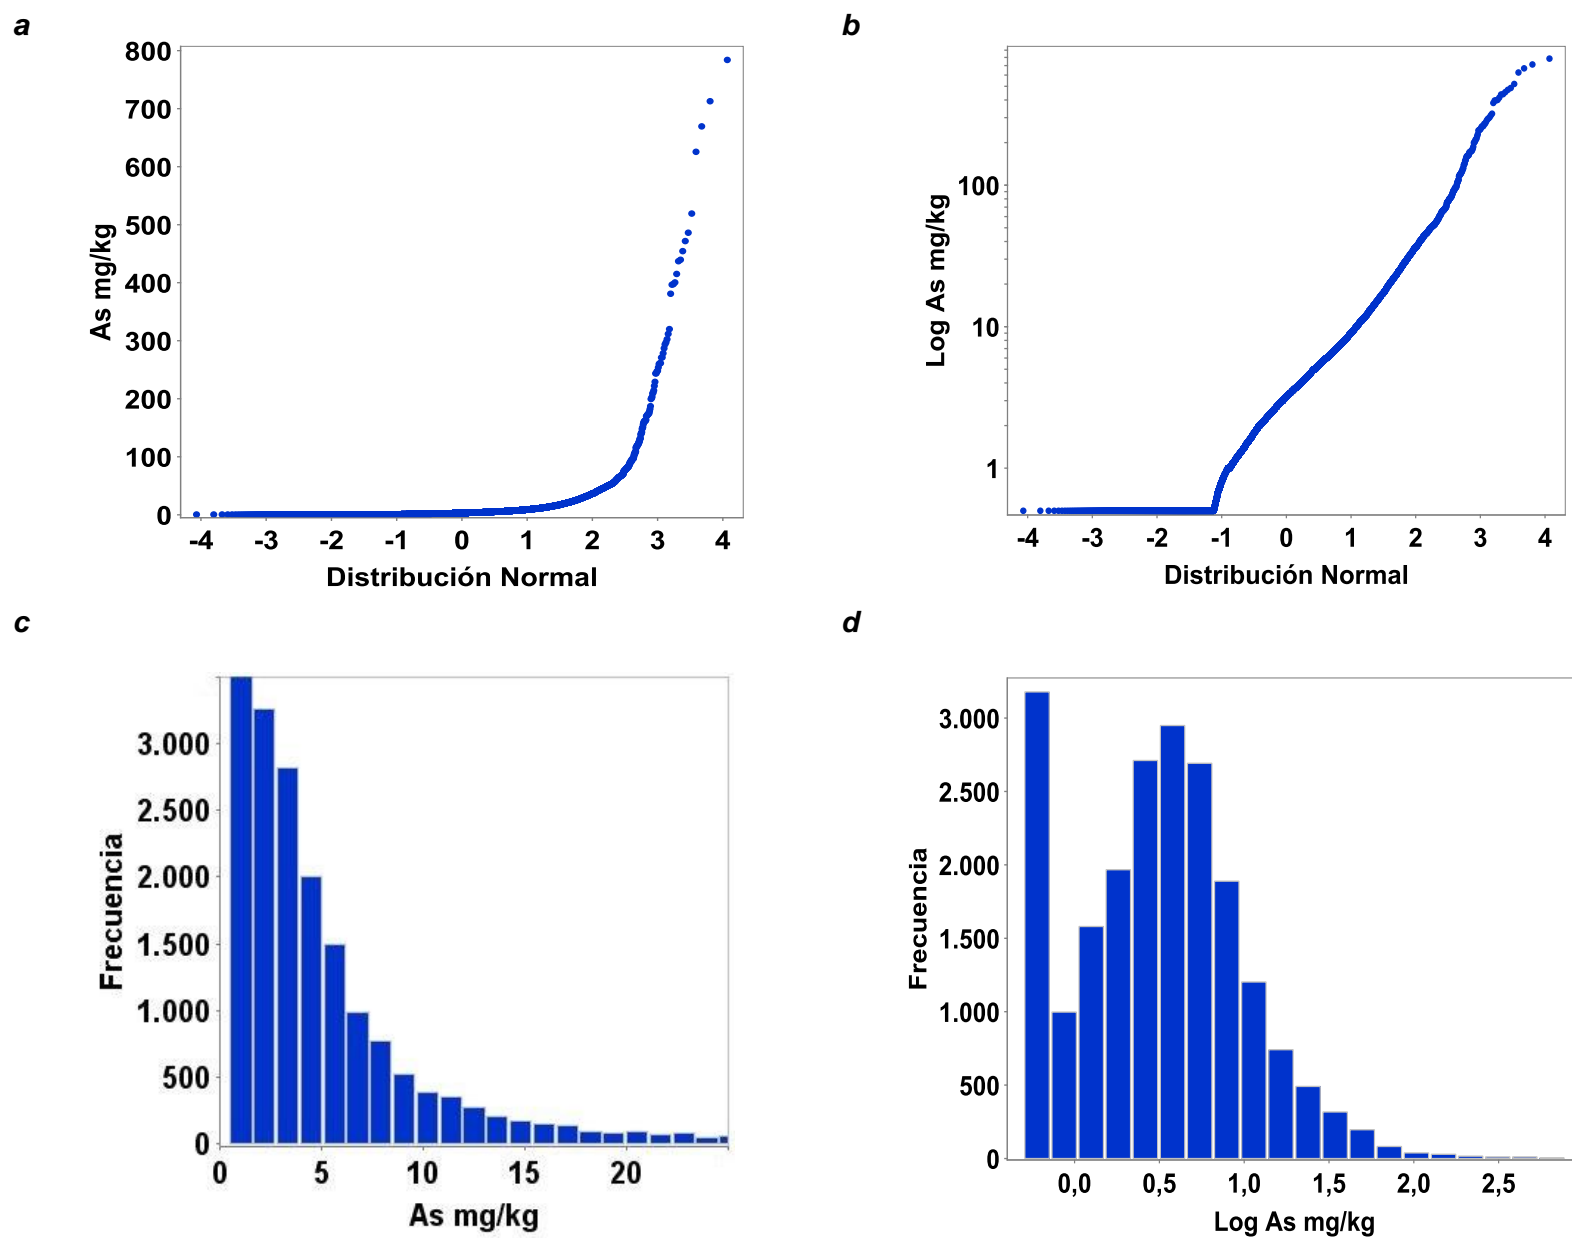 a
800
700
600
500
400
300
200
100
0
As mg/kg
-4 -3 -2 -1 0 1 2 3 4
Distribución Normal
b
100
10
1
Log As mg/kg
-4 -3 -2 -1 0 1 2 3 4
Distribución Normal
c
3.000
2.500
2.000
1.500
1.000
500
0
Frecuencia
0 5 10 15 20
As mg/kg
d
3.000
2.500
2.000
1.500
1.000
500
0
Frecuencia
0,0 0,5 1,0 1,5 2,0 2,5
Log As mg/kg